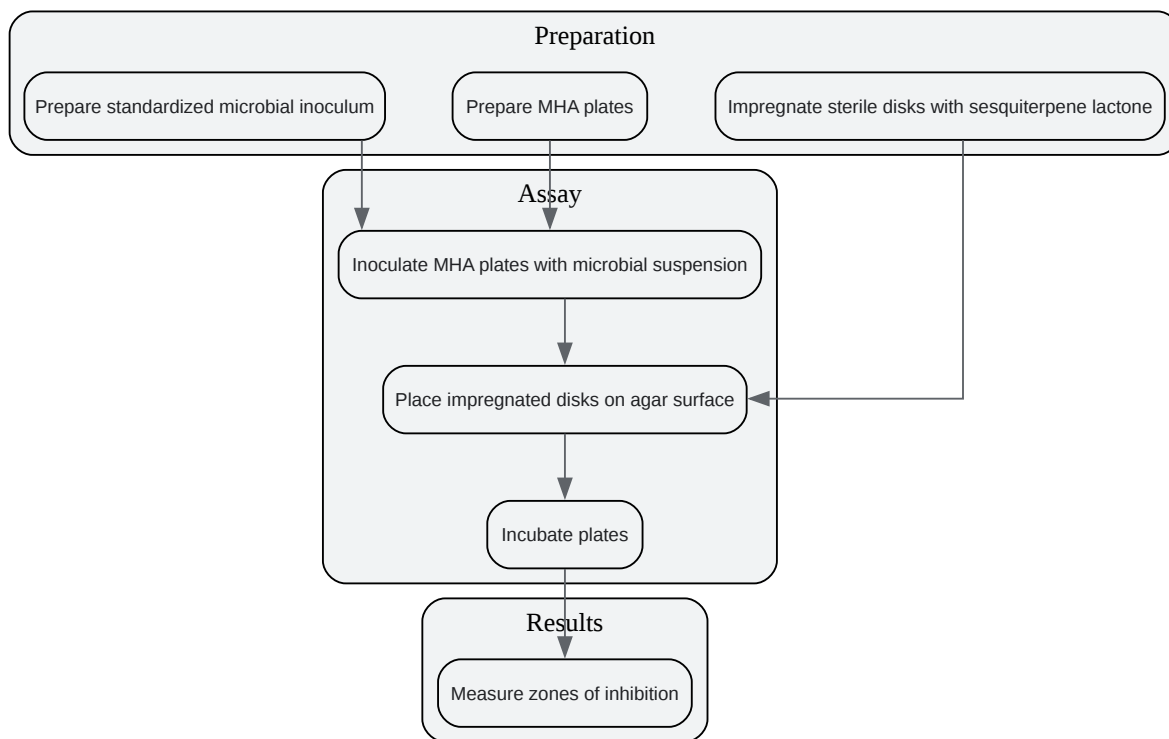 Preparation
Prepare standardized microbial inoculum
Prepare MHA plates
Impregnate sterile disks with sesquiterpene lactone
Assay
Inoculate MHA plates with microbial suspension
Place impregnated disks on agar surface
Incubate plates
Results
Measure zones of inhibition